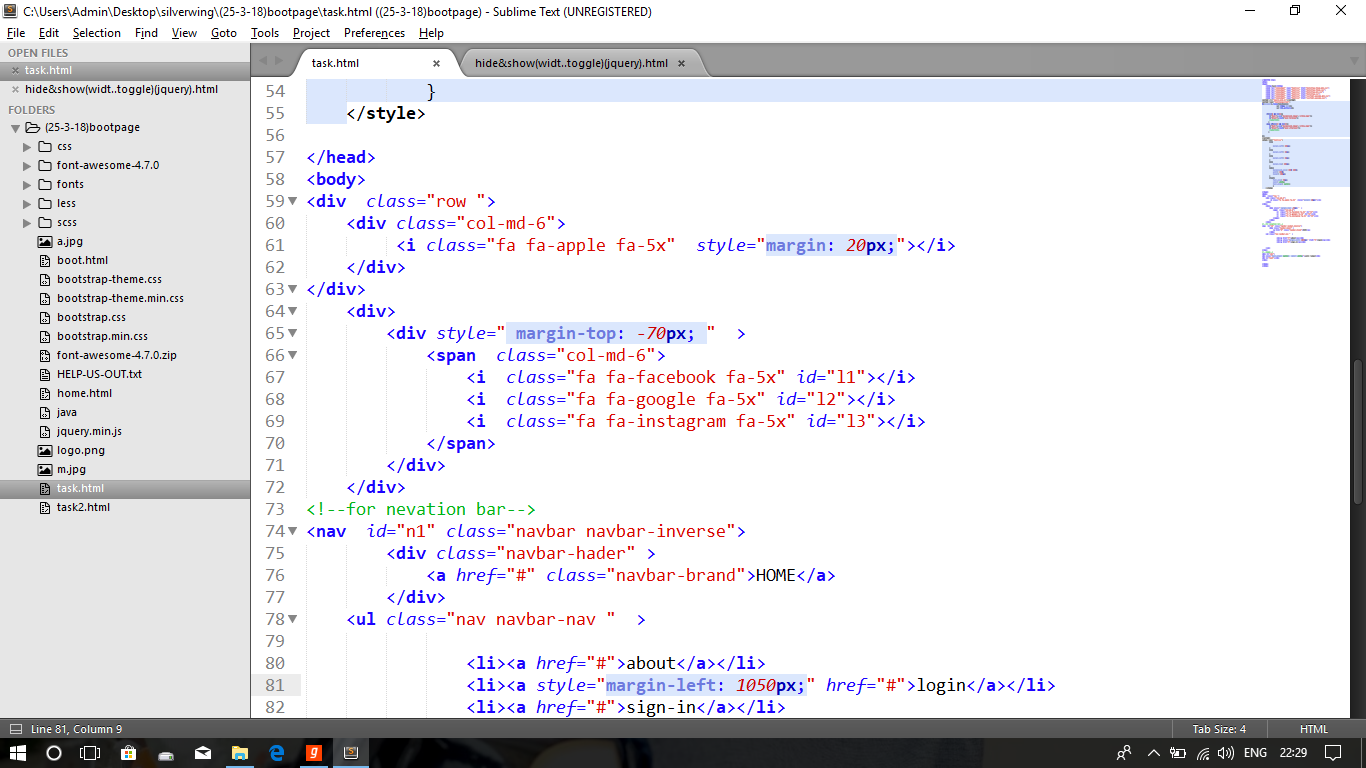 C:\Users\Admin\Desktop\silverwing\(25-3-18)bootpage\task.html ((25-3-18)bootpage) - Sublime Text (UNREGISTERED)
File Edit Selection Find View Goto Tools Project Preferences Help
OPEN FILES
task.html
hide&show(widt..toggle)(jquery).html
FOLDERS
(25-3-18)bootpage
css
font-awesome-4.7.0
fonts
less
scss
a.jpg
boot.html
bootstrap-theme.css
bootstrap-theme.min.css
bootstrap.css
bootstrap.min.css
font-awesome-4.7.0.zip
HELP-US-OUT.txt
home.html
java
jquery.min.js
logo.png
m.jpg
task.html
task2.html
task.html hide&show(widt..toggle)(jquery).html
54 }
55 </style>
56
57 </head>
58 <body>
59 <div  class="row ">
60 <div class="col-md-6">
61 <i class="fa fa-apple fa-5x"  style="margin: 20px;"></i>
62 </div>
63 </div>
64 <div>
65 <div style=" margin-top: -70px; "  >
66 <span  class="col-md-6">
67 <i  class="fa fa-facebook fa-5x" id="l1"></i>
68 <i  class="fa fa-google fa-5x" id="l2"></i>
69 <i  class="fa fa-instagram fa-5x" id="l3"></i>
70 </span>
71 </div>
72 </div>
73 <!--for nevation bar-->
74 <nav  id="n1" class="navbar navbar-inverse">
75 <div class="navbar-hader" >
76 <a href="#" class="navbar-brand">HOME</a>
77 </div>
78 <ul class="nav navbar-nav "  >
79
80 <li><a href="#">about</a></li>
81 <li><a style="margin-left: 1050px;" href="#">login</a></li>
82 <li><a href="#">sign-in</a></li>
Line 81, Column 9 Tab Size: 4 HTML
ENG 22:29